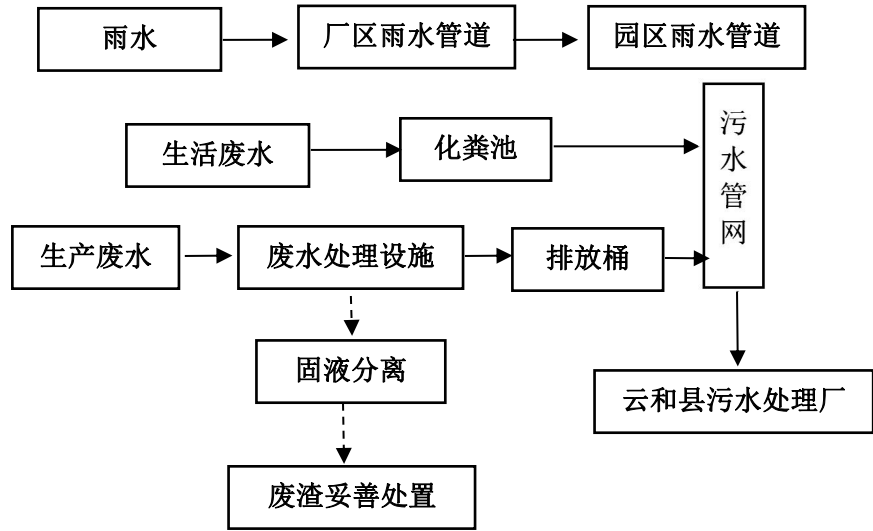 雨水
厂区雨水管道
园区雨水管道
生活废水
化粪池
污水管网
生产废水
废水处理设施
排放桶
固液分离
云和县污水处理厂
废渣妥善处置